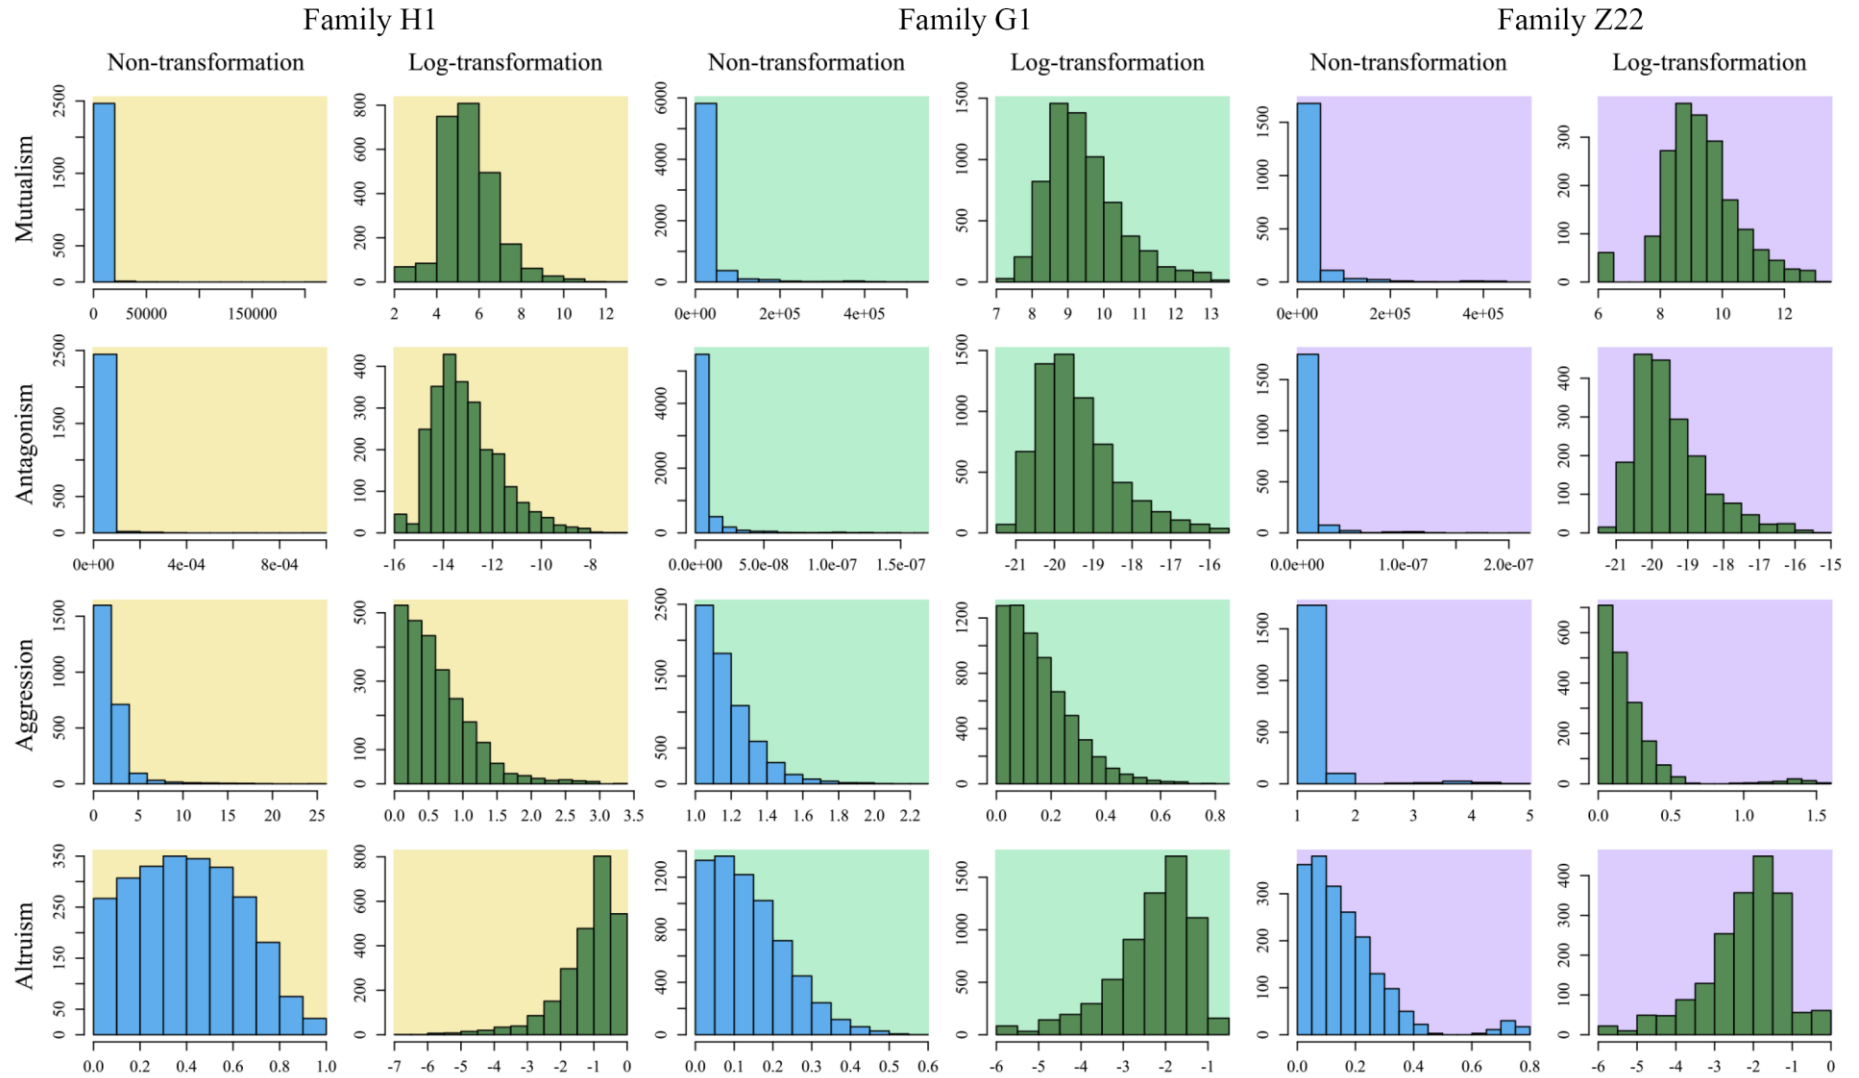 Family H1 Family G1 Family Z22
Non-transformation Log-transformation Non-transformation Log-transformation Non-transformation Log-transformation
Mutualism
2500 1500 500 0
0 50000 150000
800 600 400 200 0
2 4 6 8 10 12
6000 4000 2000 0
0e+00 2e+05 4e+05
1500 1000 500 0
7 8 9 10 11 12 13
1500 1000 500 0
0e+00 2e+05 4e+05
300 200 100 0
6 8 10 12
Antagonism
2500 1500 500 0
0e+00 4e-04 8e-04
400 300 200 100 0
-16 -14 -12 -10 -8
4000 2000 0
0.0e+00 5.0e-08 1.0e-07 1.5e-07
1500 1000 500 0
-21 -20 -19 -18 -17 -16
1500 1000 500 0
0.0e+00 1.0e-07 2.0e-07
400 300 200 100 0
-21 -20 -19 -18 -17 -16 -15
Aggression
1500 1000 500 0
0 5 10 15 20 25
500 300 100 0
0.0 0.5 1.0 1.5 2.0 2.5 3.0 3.5
2500 1500 500 0
1.0 1.2 1.4 1.6 1.8 2.0 2.2
1200 800 400 0
0.0 0.2 0.4 0.6 0.8
1500 1000 500 0
1 2 3 4 5
600 400 200 0
0.0 0.5 1.0 1.5
Altruism
350 250 150 50 0
0.0 0.2 0.4 0.6 0.8 1.0
800 600 400 200 0
-7 -6 -5 -4 -3 -2 -1 0
1200 800 400 0
0.0 0.1 0.2 0.3 0.4 0.5 0.6
1500 1000 500 0
-6 -5 -4 -3 -2 -1
300 200 100 0
0.0 0.2 0.4 0.6 0.8
400 300 200 100 0
-6 -5 -4 -3 -2 -1 0